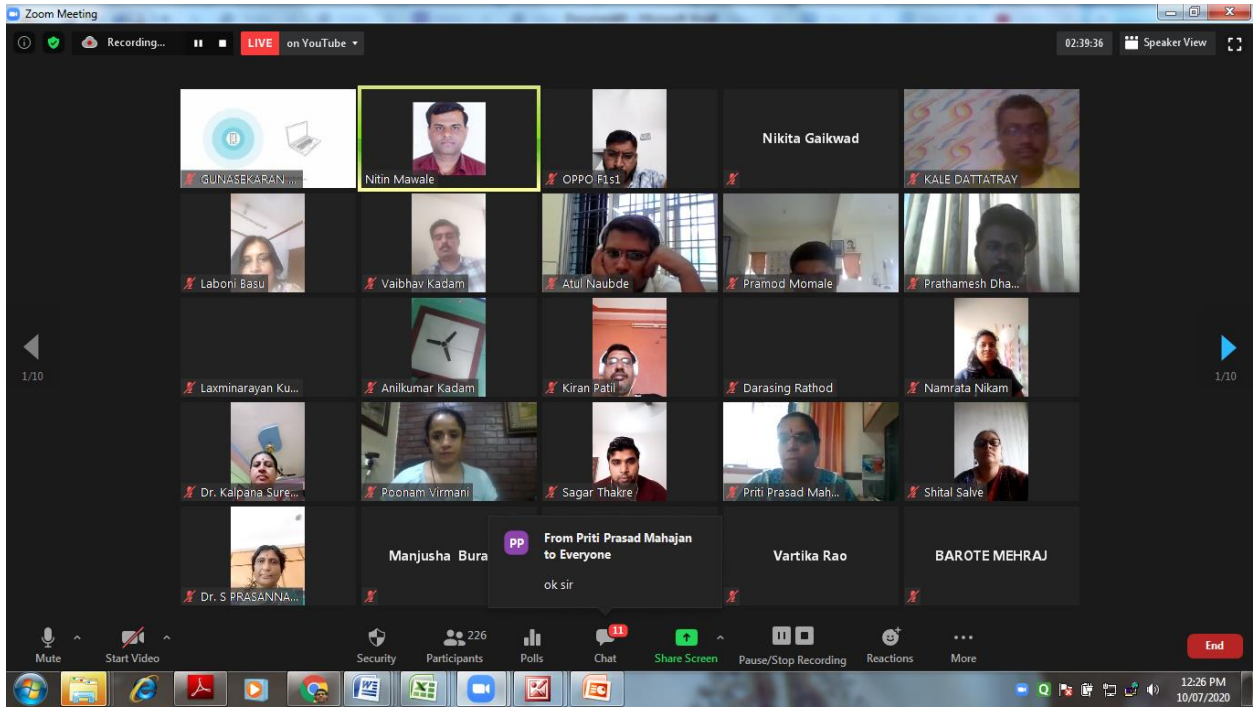 Zoom Meeting
Recording...
LIVE on YouTube
02:39:36 Speaker View
GUNASEKARAN ...
Nitin Mawale
OPPO F1s1
Nikita Gaikwad
KALE DATTATRAY
Laboni Basu
Vaibhav Kadam
Atul Naubde
Pramod Momale
Prathamesh Dha...
Laxminarayan Ku...
Anilkumar Kadam
Kiran Patil
Darasing Rathod
Namrata Nikam
1/10
1/10
Dr. Kalpana Sure...
Poonam Virmani
Sagar Thakre
Priti Prasad Mah...
Shital Salve
Dr. S PRASANNA...
Manjusha Bura
PP
From Priti Prasad Mahajan
to Everyone
ok sir
Vartika Rao
BAROTE MEHRAJ
Mute
Start Video
Security
226
Participants
Polls
11
Chat
Share Screen
Pause/Stop Recording
Reactions
More
End
12:26 PM
10/07/2020